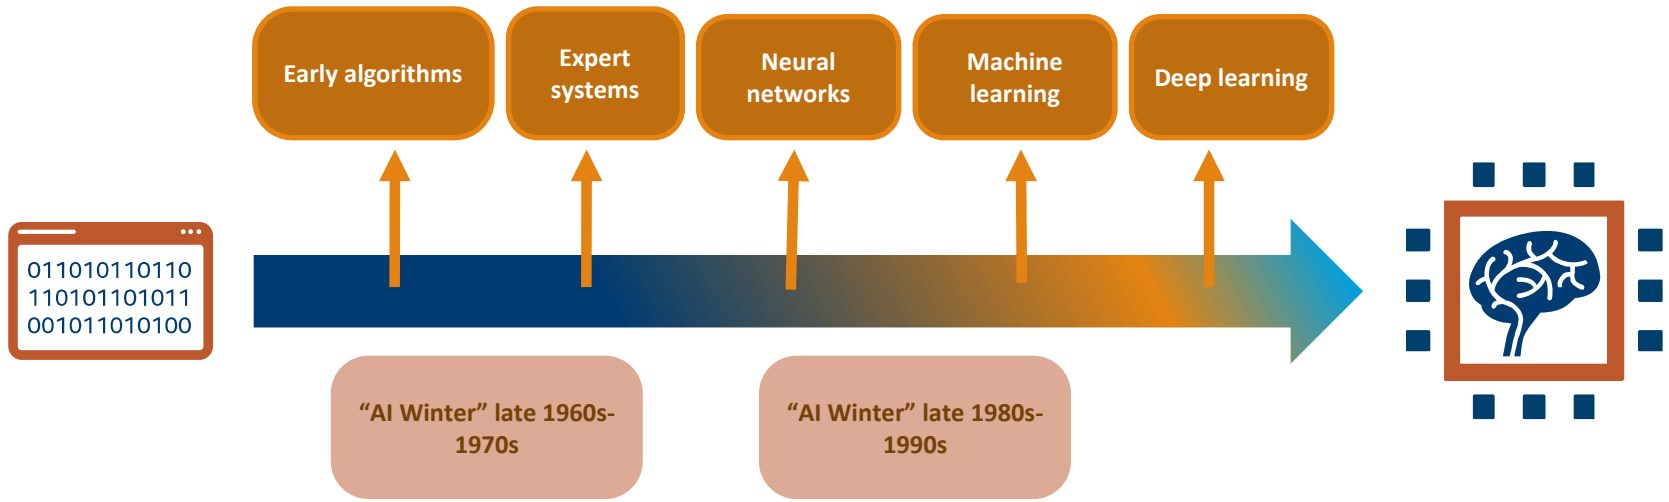 Early algorithms
Expert
systems
Neural
networks
Machine
learning
Deep learning
011010110110
110101101011
001011010100
“AI Winter” late 1960s-
1970s
“AI Winter” late 1980s-
1990s